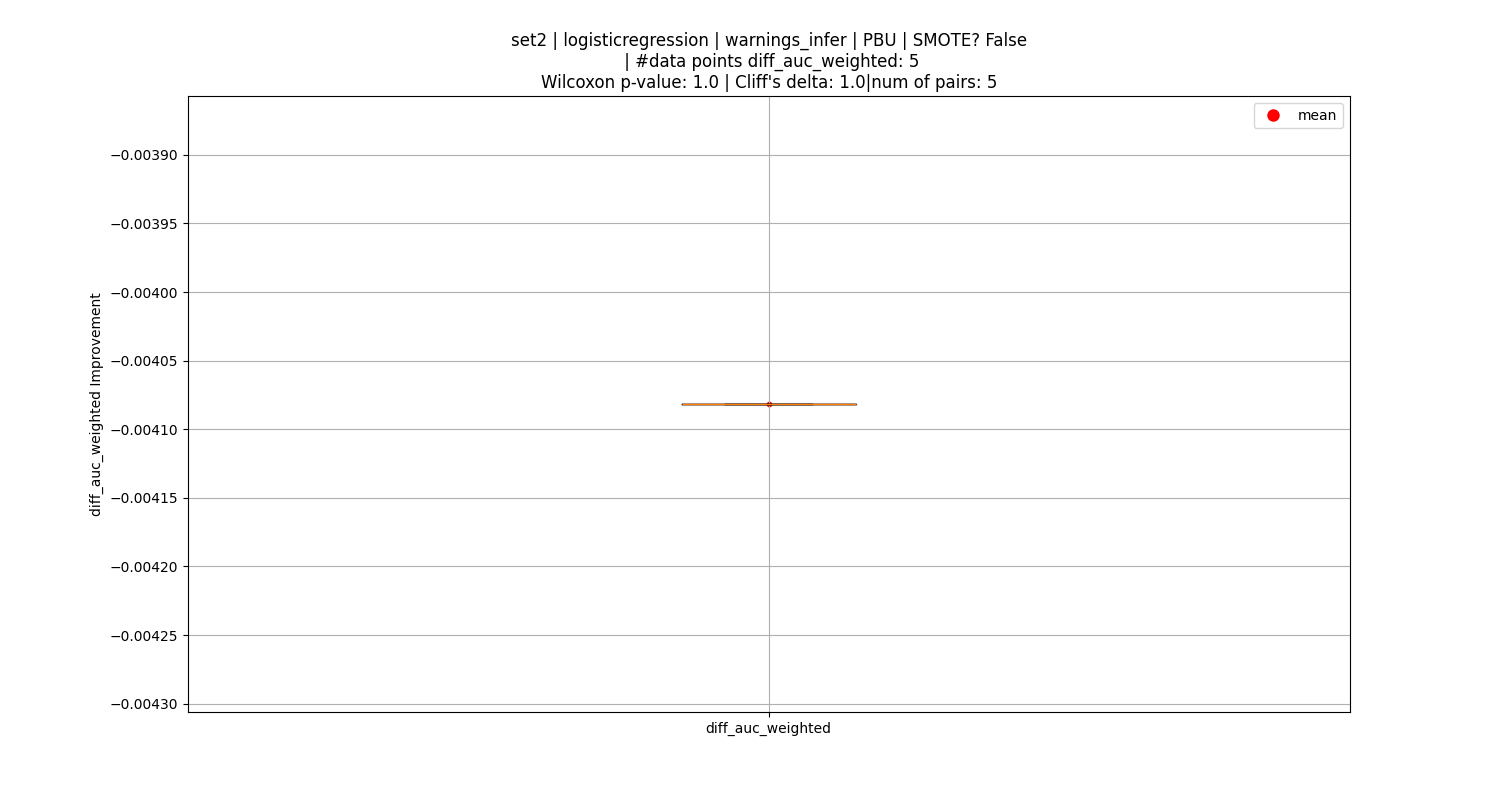 set2 | logisticregression | warnings_infer | PBU | SMOTE? False
| #data points diff_auc_weighted: 5
Wilcoxon p-value: 1.0 | Cliff's delta: 1.0|num of pairs: 5
mean
−0.00390
−0.00395
−0.00400
−0.00405
−0.00410
−0.00415
−0.00420
−0.00425
−0.00430
diff_auc_weighted Improvement
diff_auc_weighted